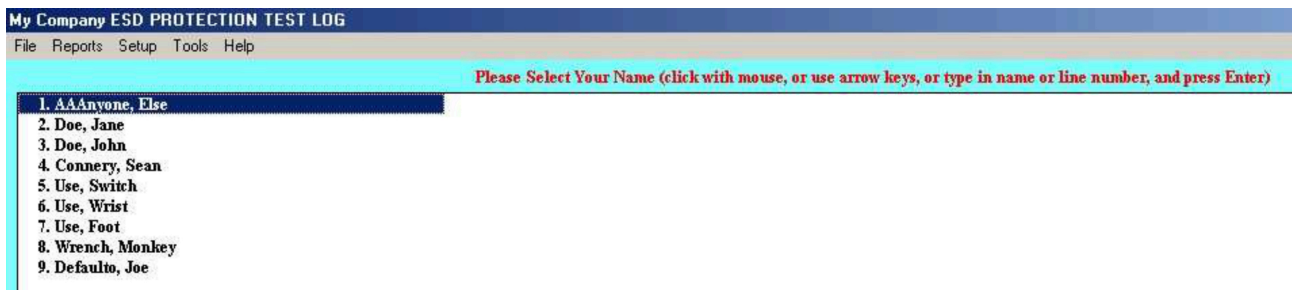 My Company ESD PROTECTION TEST LOG
File Reports Setup Tools Help
Please Select Your Name (click with mouse, or use arrow keys, or type in name or line number, and press Enter)
1. AAAnyone, Else
2. Doe, Jane
3. Doe, John
4. Connery, Sean
5. Use, Switch
6. Use, Wrist
7. Use, Foot
8. Wrench, Monkey
9. Defaulto, Joe